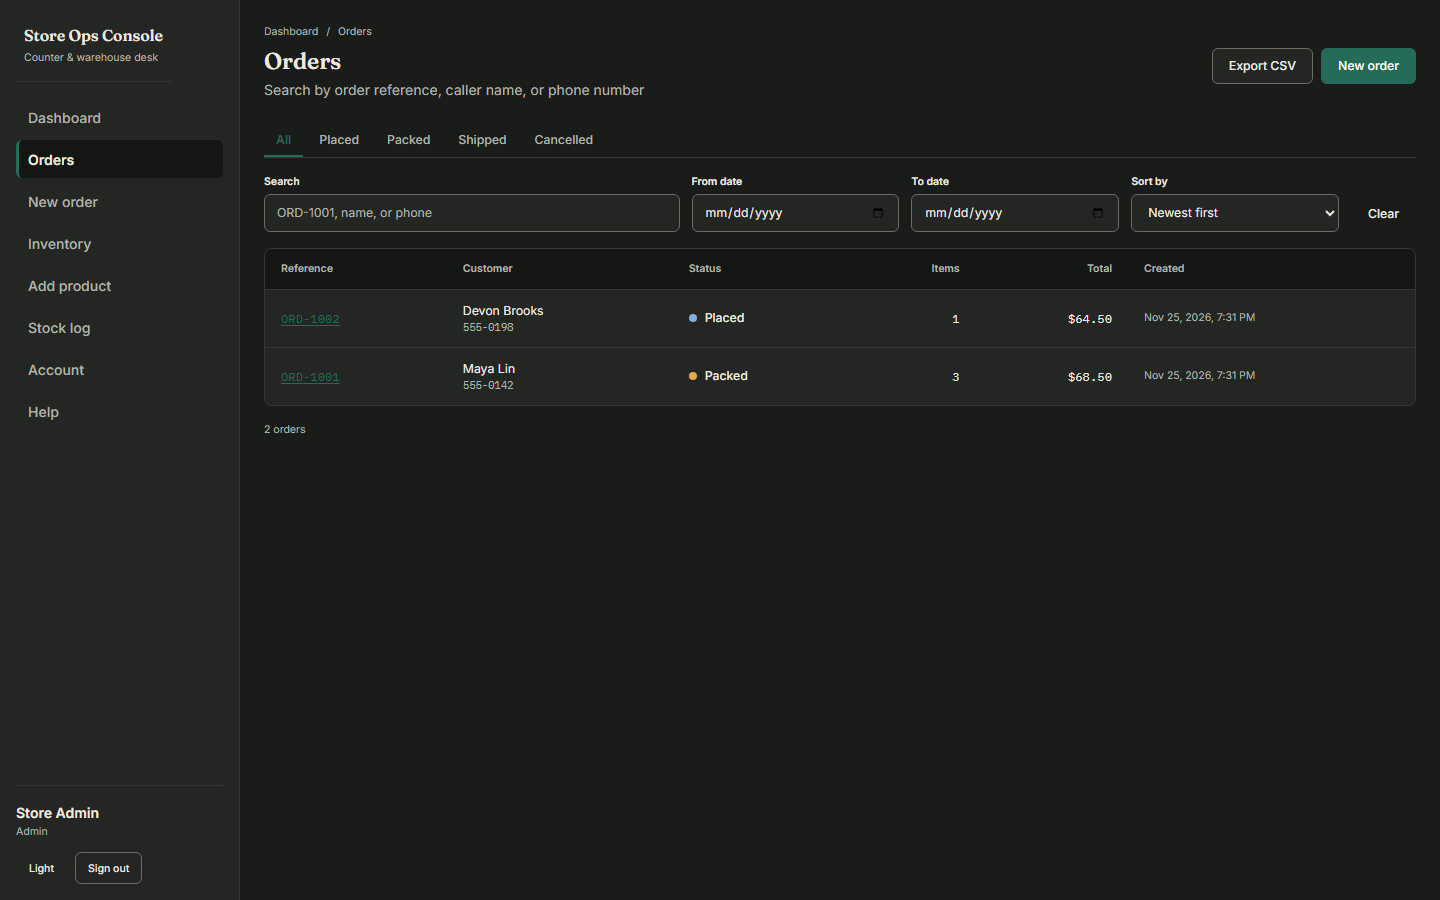 Store Ops Console
Counter & warehouse desk
Dashboard
Orders
New order
Inventory
Add product
Stock log
Account
Help
Store Admin
Admin
Light
Sign out
Dashboard / Orders
Orders
Search by order reference, caller name, or phone number
Export CSV
New order
All
Placed
Packed
Shipped
Cancelled
Search
From date
To date
Sort by
ORD-1001, name, or phone
mm/dd/yyyy
mm/dd/yyyy
Newest first
Clear
Reference Customer Status Items Total Created
ORD-1002 Devon Brooks 555-0198 Placed 1 $64.50 Nov 25, 2026, 7:31 PM
ORD-1001 Maya Lin 555-0142 Packed 3 $68.50 Nov 25, 2026, 7:31 PM
2 orders